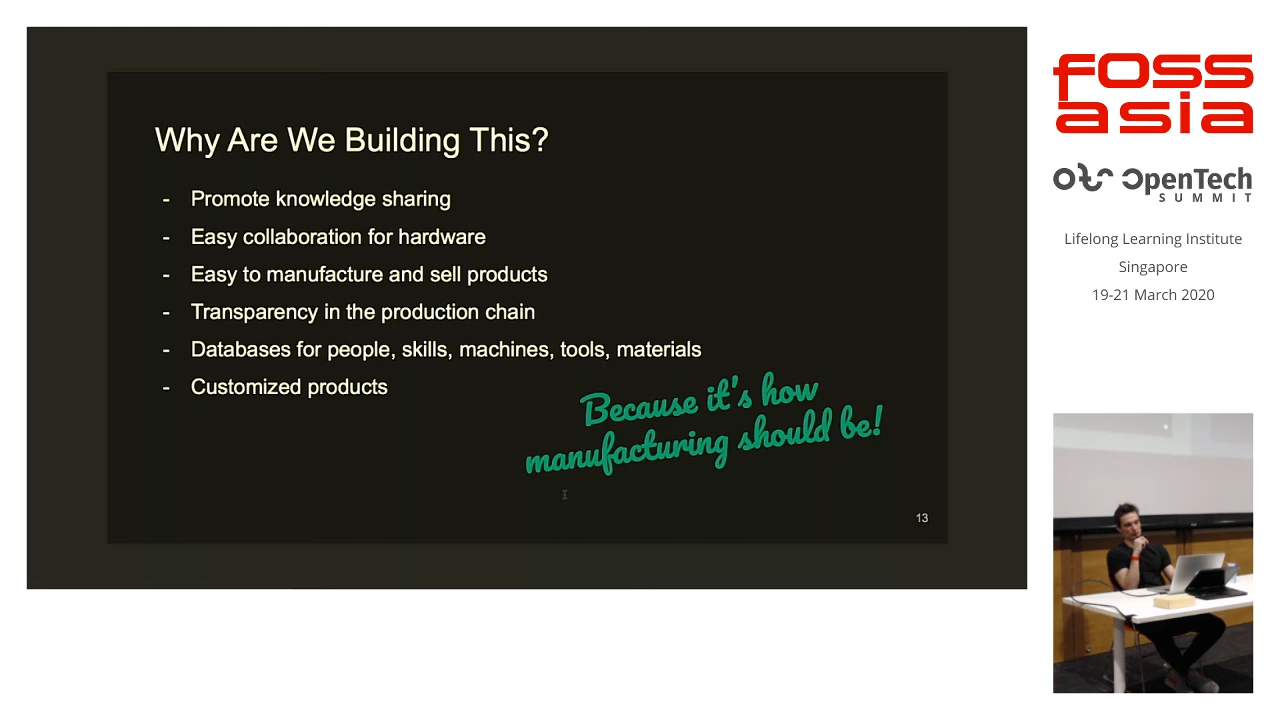 Why Are We Building This?
- Promote knowledge sharing
- Easy collaboration for hardware
- Easy to manufacture and sell products
- Transparency in the production chain
- Databases for people, skills, machines, tools, materials
- Customized products
Because it's how
manufacturing should be!
13
fOSS
asia
OpenTech
SUMMIT
Lifelong Learning Institute
Singapore
19-21 March 2020